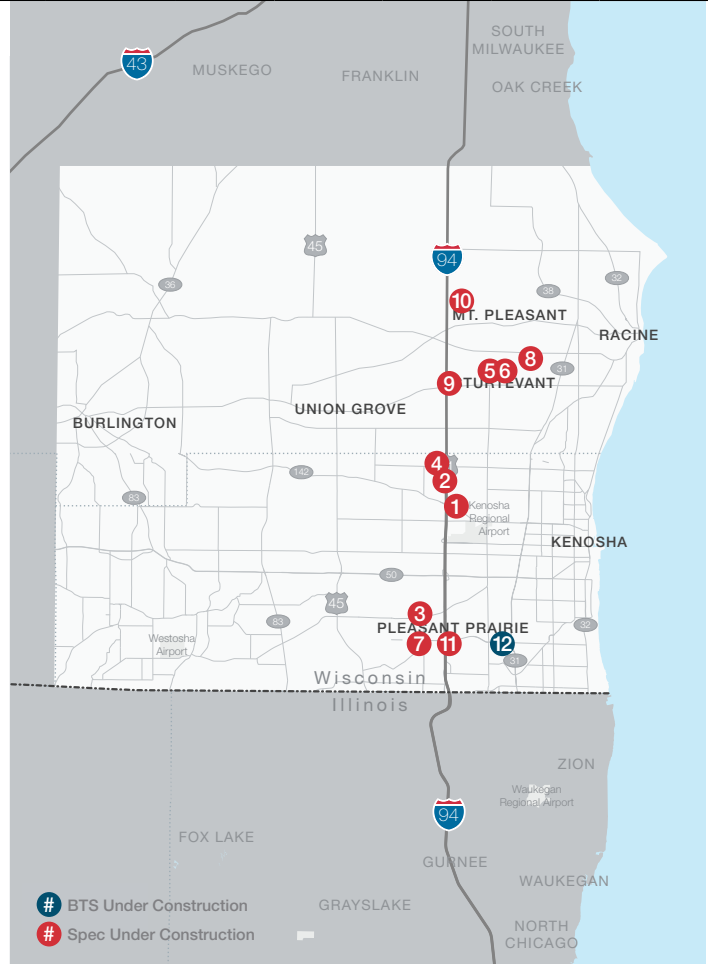 SOUTH
MILWAUKEE
43
MUSKEGO
FRANKLIN
OAK CREEK
45
94
32
36
38
10
MT. PLEASANT
RACINE
8
5
6
31
9
STURTEVANT
UNION GROVE
BURLINGTON
4
142
2
83
1
Kenosha
Regional
Airport
KENOSHA
50
45
3
83
32
PLEASANT PRAIRIE
Westosha
Airport
7
11
12
31
Wisconsin
Illinois
ZION
Waukegan
Regional Airport
94
FOX LAKE
GURNEE
WAUKEGAN
# BTS Under Construction
GRAYSLAKE
# Spec Under Construction
NORTH
CHICAGO